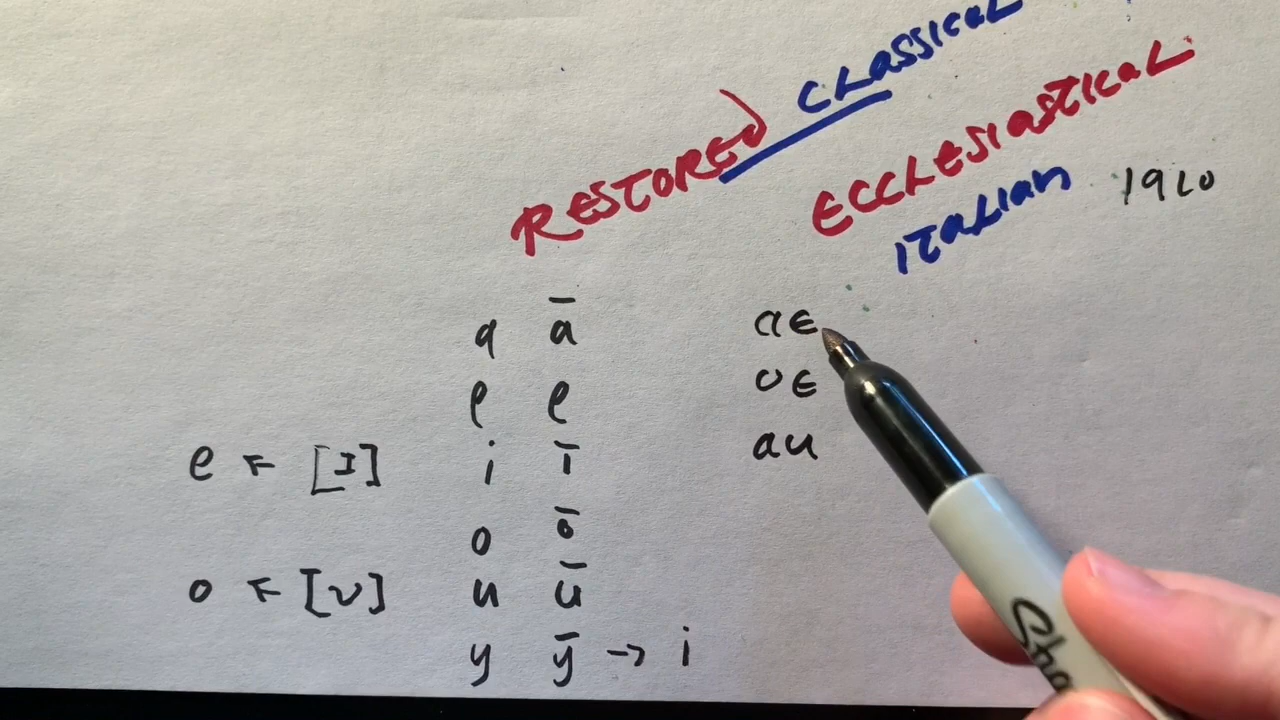 RESTORED CLASSICAL
ECCLESIASTICAL
ITALIAN 1910
a ā ae
e e oe
e ← [ɪ] i ī au
o ō
o ← [ʊ] u ū
y ȳ → i